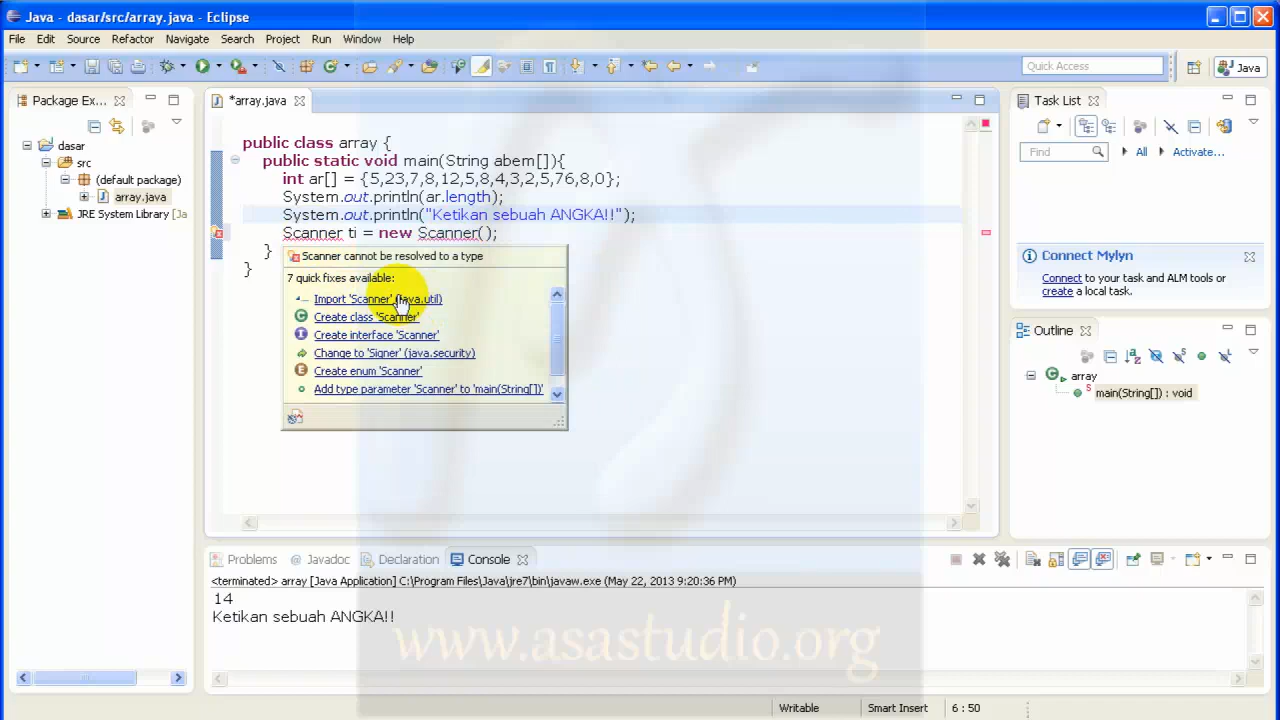 Java - dasar/src/array.java - Eclipse
File Edit Source Refactor Navigate Search Project Run Window Help
Quick Access
Java
Package Ex...
dasar
src
(default package)
array.java
JRE System Library [Ja
*array.java
public class array {
public static void main(String abem[]){
int ar[] = {5,23,7,8,12,5,8,4,3,2,5,76,8,0};
System.out.println(ar.length);
System.out.println("Ketikan sebuah ANGKA!!");
Scanner ti = new Scanner();
}
}
Scanner cannot be resolved to a type
7 quick fixes available:
Import 'Scanner' (java.util)
Create class 'Scanner'
Create interface 'Scanner'
Change to 'Signer' (java.security)
Create enum 'Scanner'
Add type parameter 'Scanner' to 'main(String[])'
Task List
Find All Activate...
Connect Mylyn
Connect to your task and ALM tools or
create a local task.
Outline
array
main(String[]) : void
Problems Javadoc Declaration Console
<terminated> array [Java Application] C:\Program Files\Java\jre7\bin\javaw.exe (May 22, 2013 9:20:36 PM)
14
Ketikan sebuah ANGKA!!
www.asastudio.org
Writable Smart Insert 6 : 50